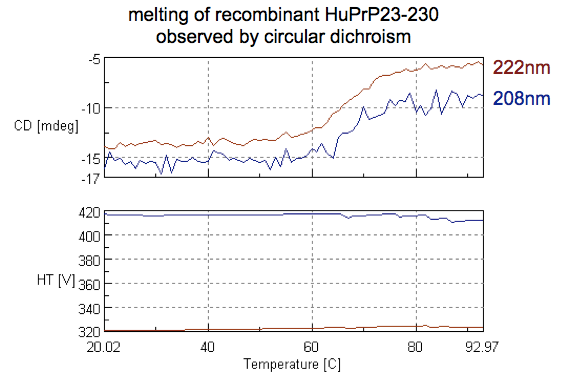 melting of recombinant HuPrP23-230
observed by circular dichroism
-5
222nm
208nm
-10
CD [mdeg]
-15
-17
420
400
380
HT [V]
360
340
320
20.02 40 60 80 92.97
Temperature [C]